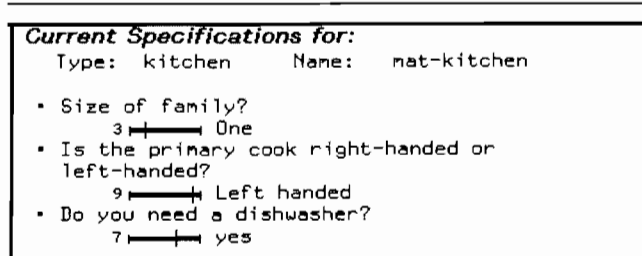 Current Specifications for:
Type: kitchen Name: mat-kitchen
• Size of family?
3 One
• Is the primary cook right-handed or
left-handed?
9 Left handed
• Do you need a dishwasher?
7 yes